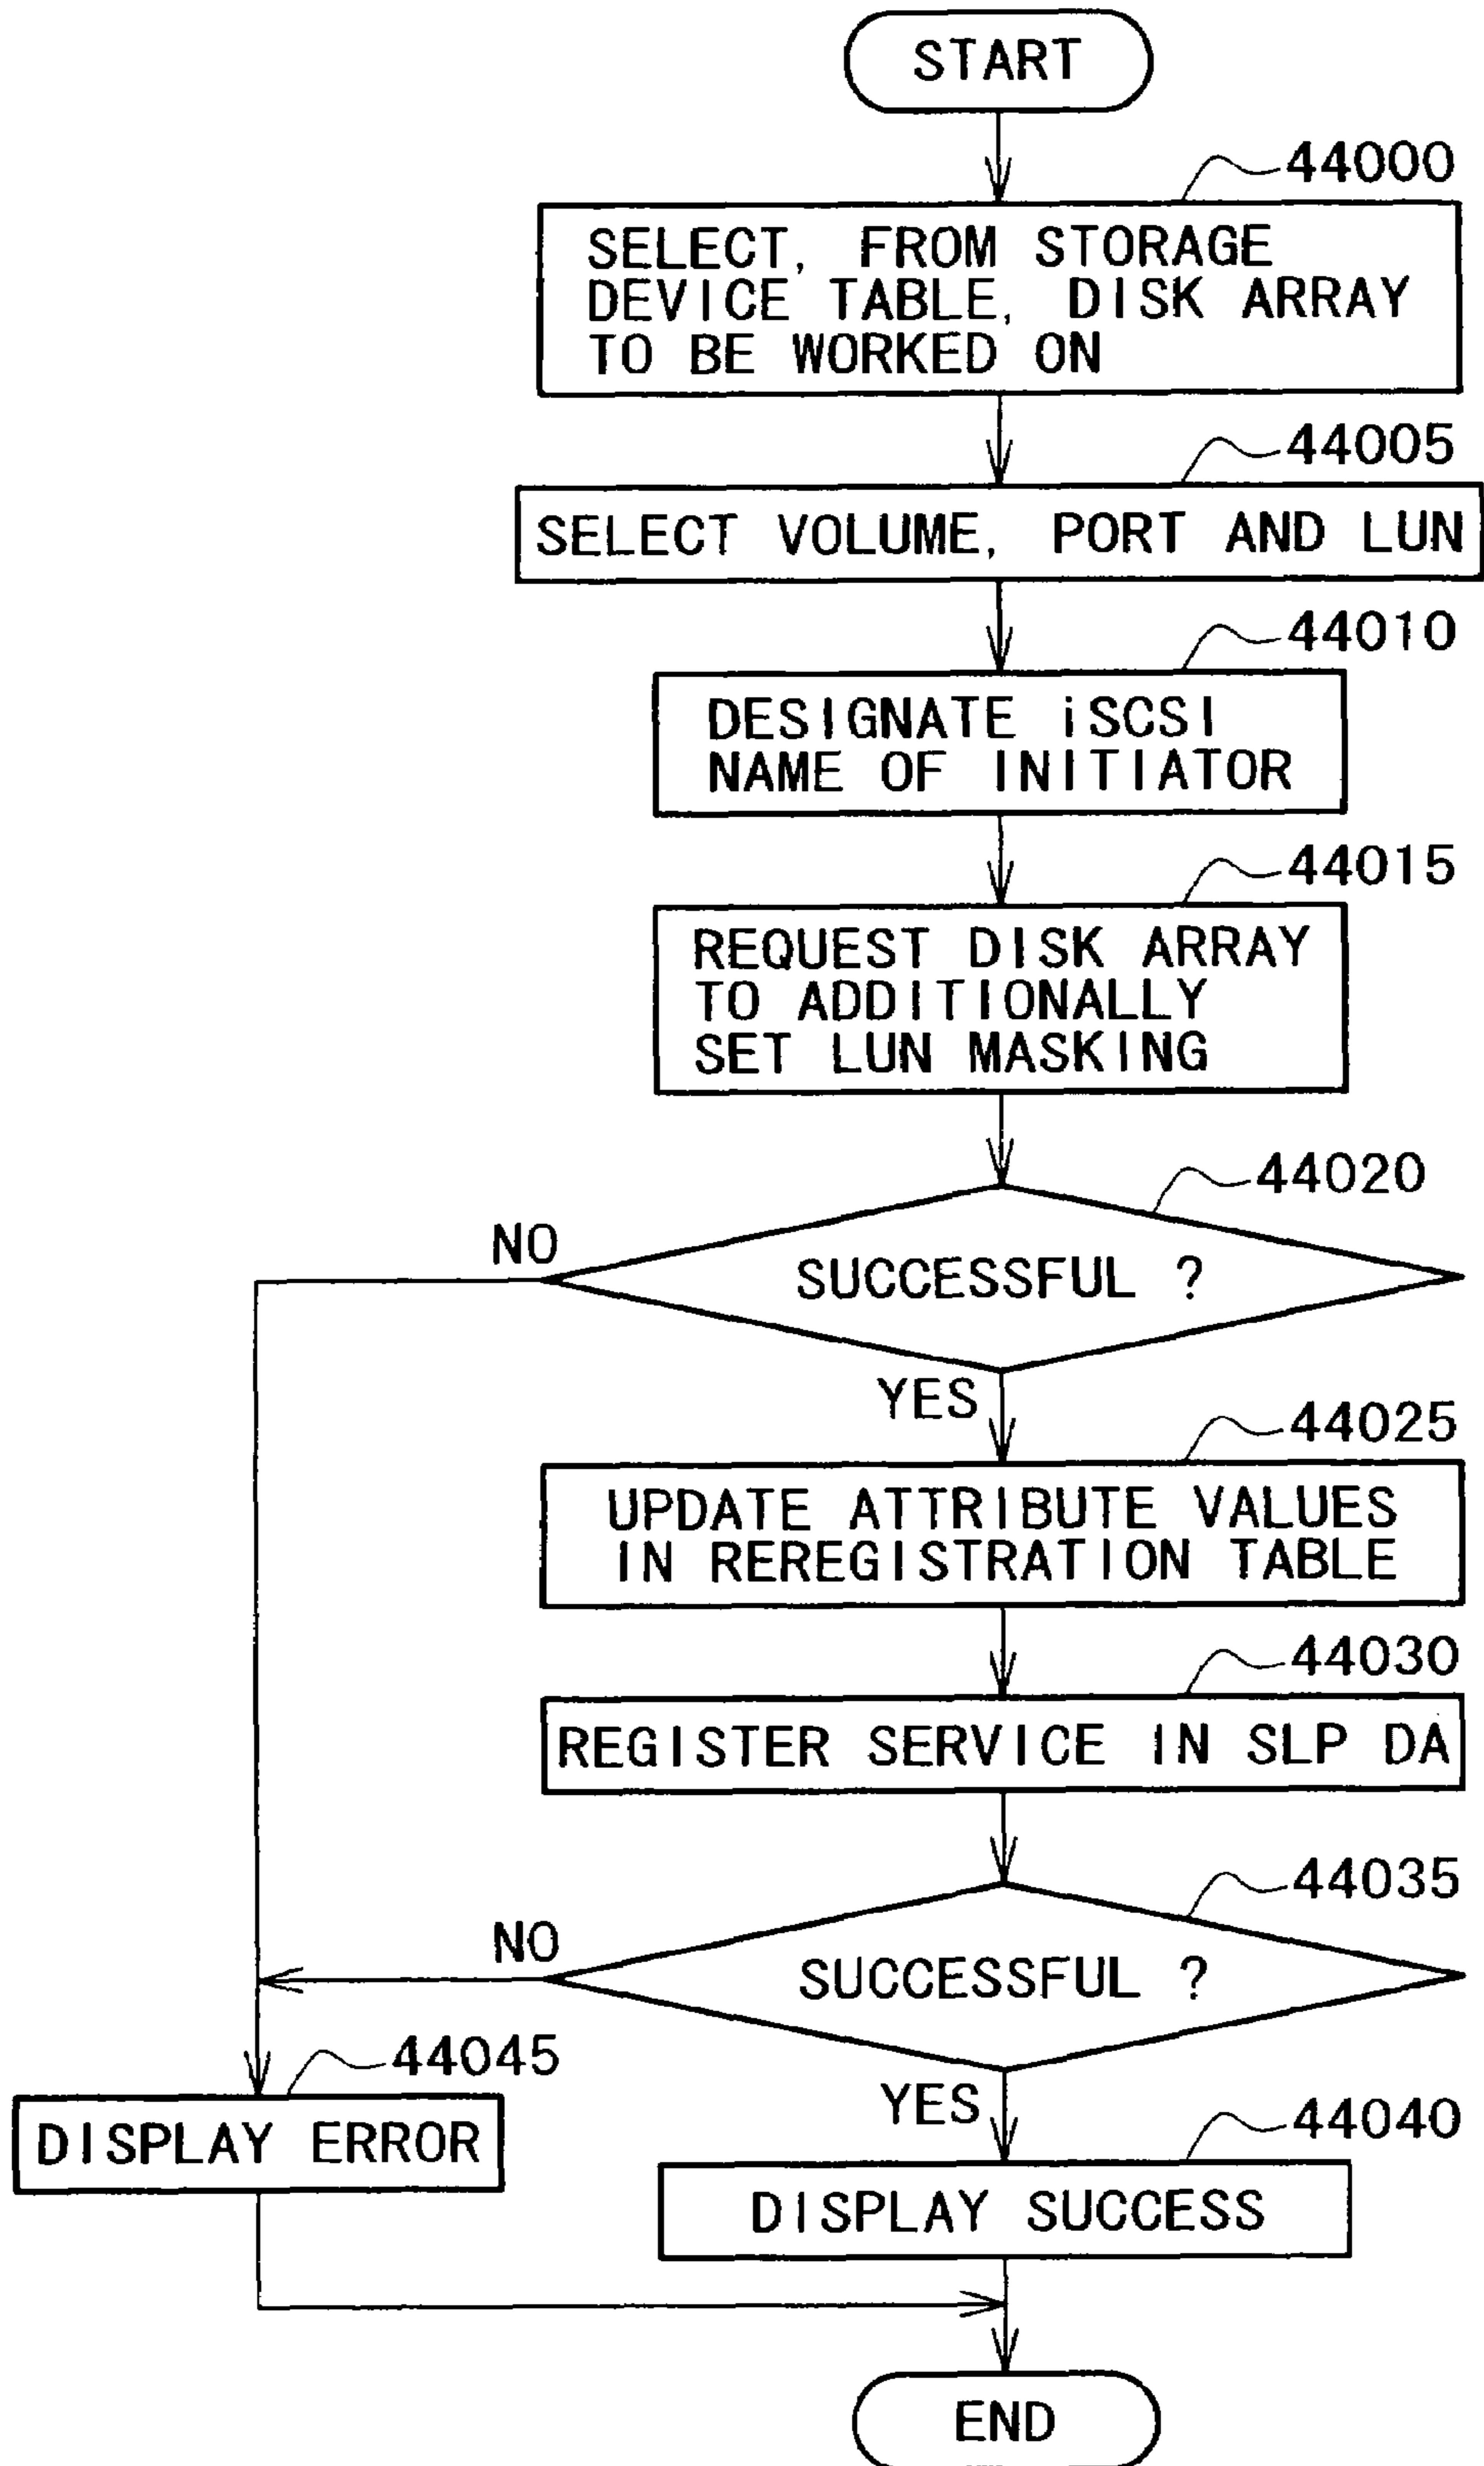 START
44000
SELECT, FROM STORAGE
DEVICE TABLE, DISK ARRAY
TO BE WORKED ON
44005
SELECT VOLUME, PORT AND LUN
44010
DESIGNATE iSCSI
NAME OF INITIATOR
44015
REQUEST DISK ARRAY
TO ADDITIONALLY
SET LUN MASKING
44020
NO
SUCCESSFUL ?
YES
44025
UPDATE ATTRIBUTE VALUES
IN REREGISTRATION TABLE
44030
REGISTER SERVICE IN SLP DA
44035
NO
SUCCESSFUL ?
44045
YES
44040
DISPLAY ERROR
DISPLAY SUCCESS
END